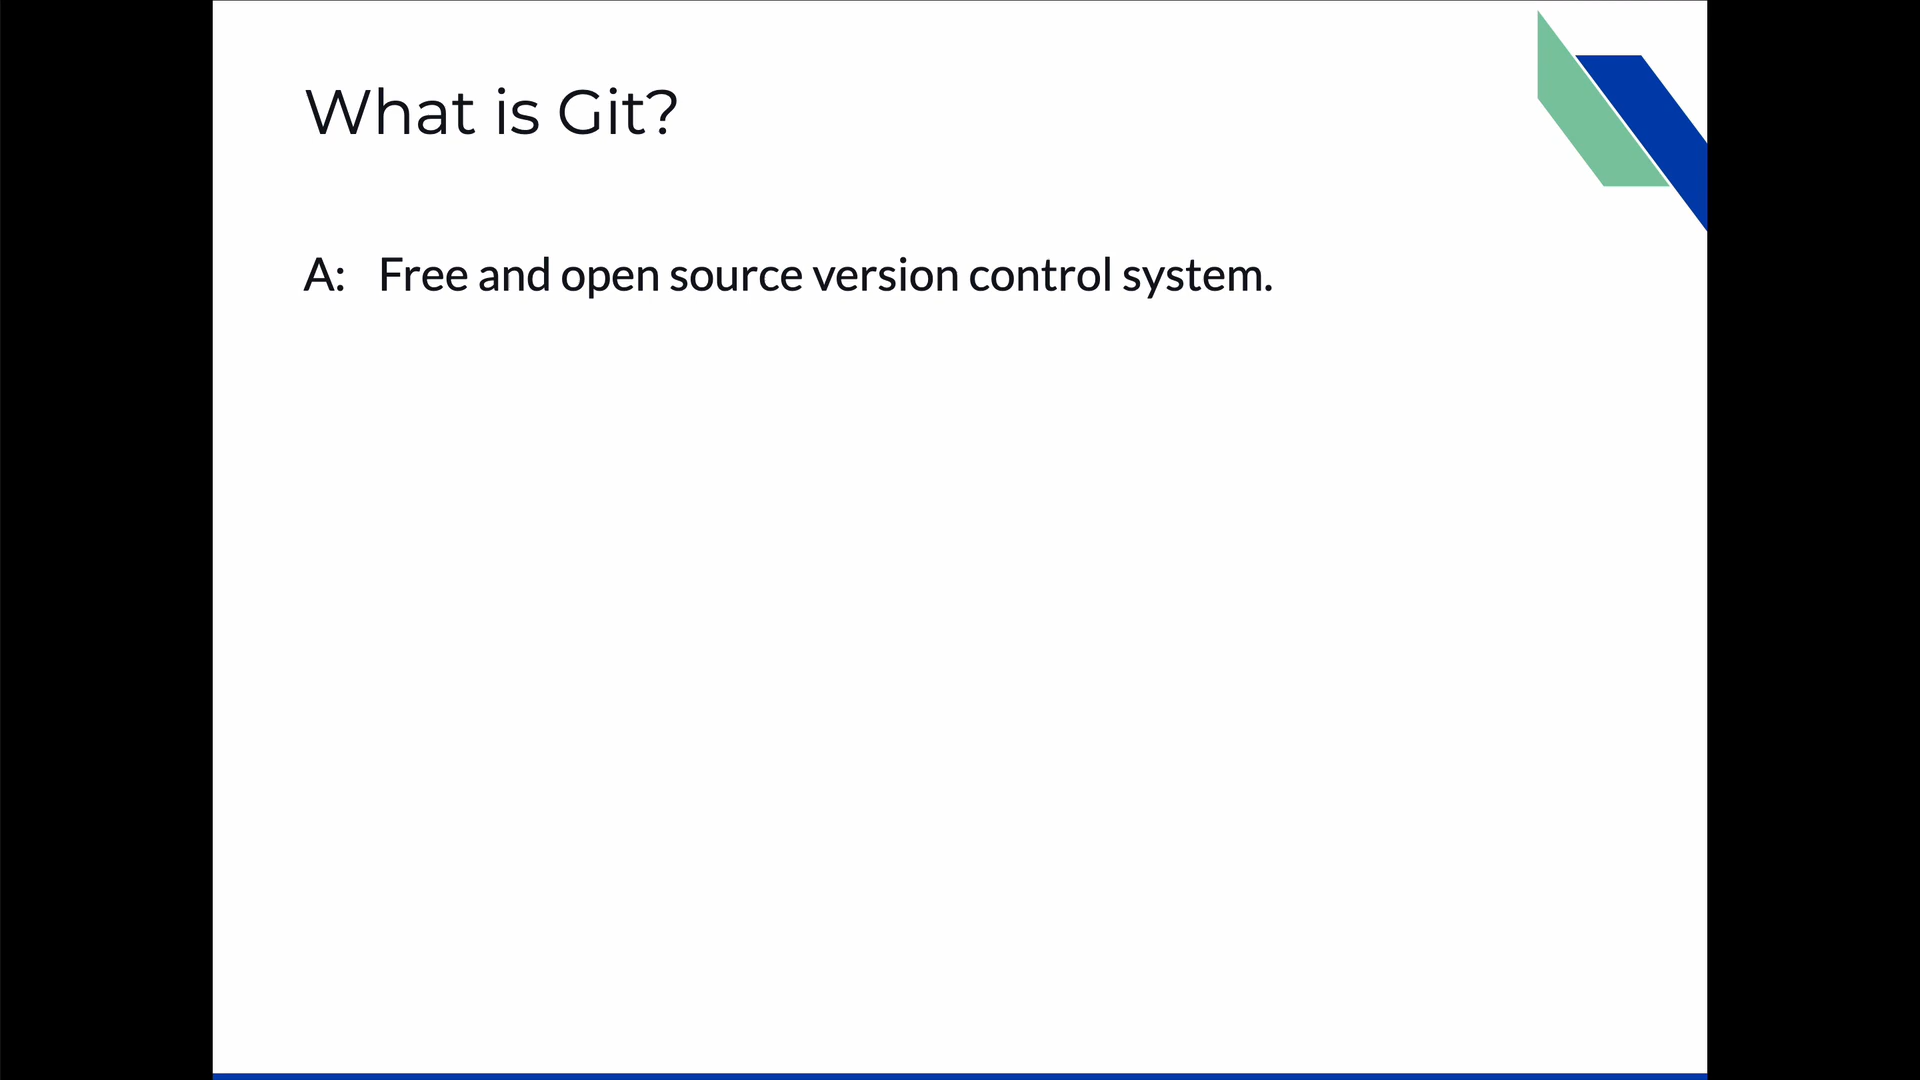 What is Git?
A: Free and open source version control system.